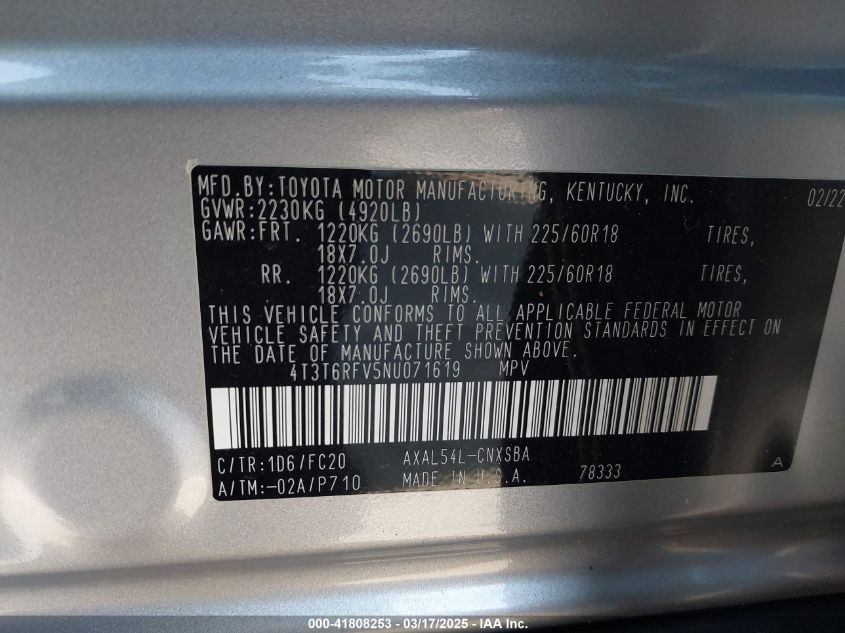 MFD.BY:TOYOTA MOTOR MANUFACTURING, KENTUCKY, INC. 02/22
GVWR:2230KG (4920LB)
GAWR:FRT. 1220KG (2690LB) WITH 225/60R18 TIRES,
18X7.0J RIMS.
RR. 1220KG (2690LB) WITH 225/60R18 TIRES,
18X7.0J RIMS.
THIS VEHICLE CONFORMS TO ALL APPLICABLE FEDERAL MOTOR
VEHICLE SAFETY AND THEFT PREVENTION STANDARDS IN EFFECT ON
THE DATE OF MANUFACTURE SHOWN ABOVE.
4T3T6RFV5NU071619 MPV
C/TR:1D6/FC20 AXAL54L-CNXSBA
A/TM:-02A/P710 MADE IN U.S.A. 78333 A
000-41808253 - 03/17/2025 - IAA Inc.